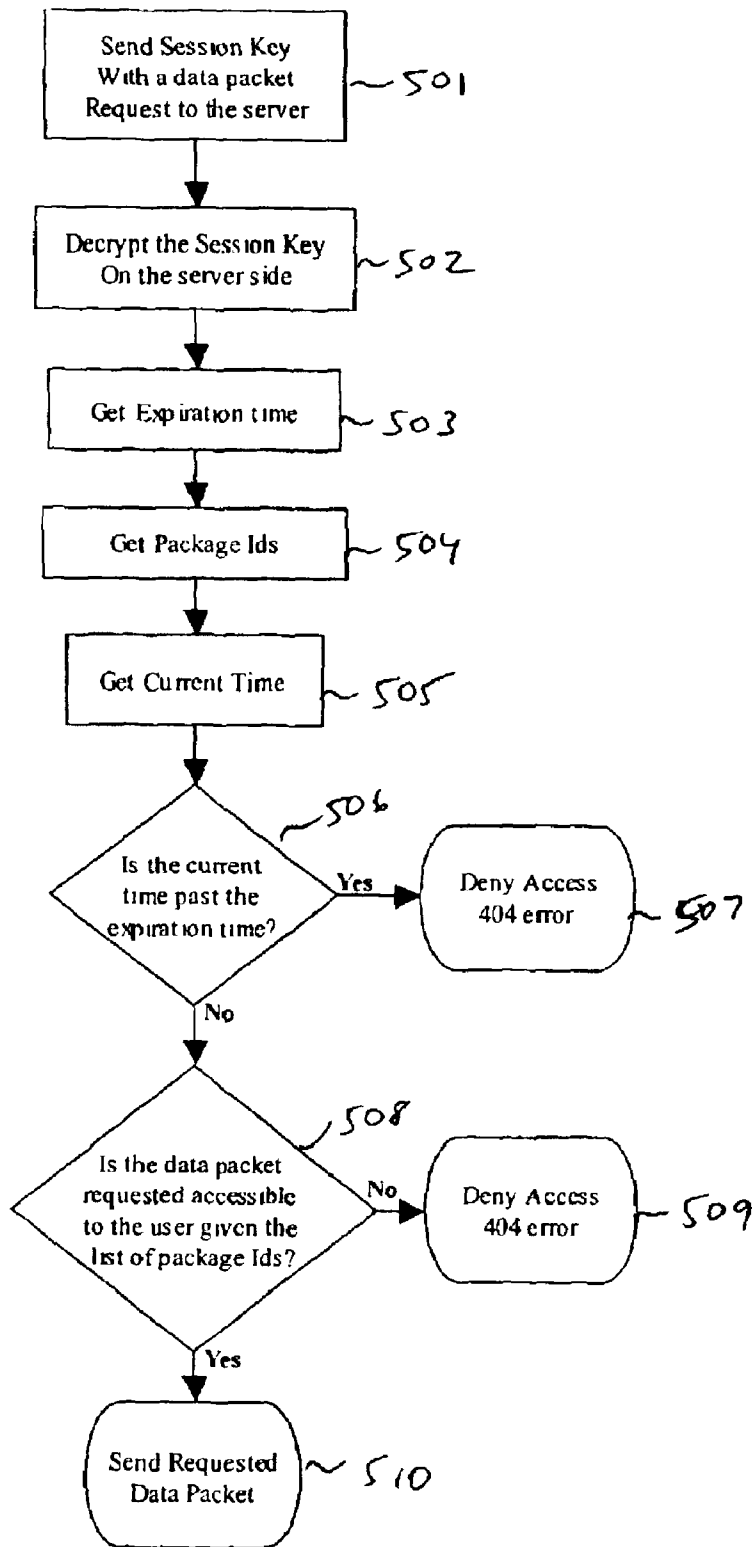 Send Session Key
With a data packet
Request to the server
501
Decrypt the Session Key
On the server side
502
Get Expiration time
503
Get Package Ids
504
Get Current Time
505
506
Is the current
time past the
expiration time?
Yes
Deny Access
404 error
507
No
508
Is the data packet
requested accessible
to the user given the
list of package Ids?
No
Deny Access
404 error
509
Yes
Send Requested
Data Packet
510